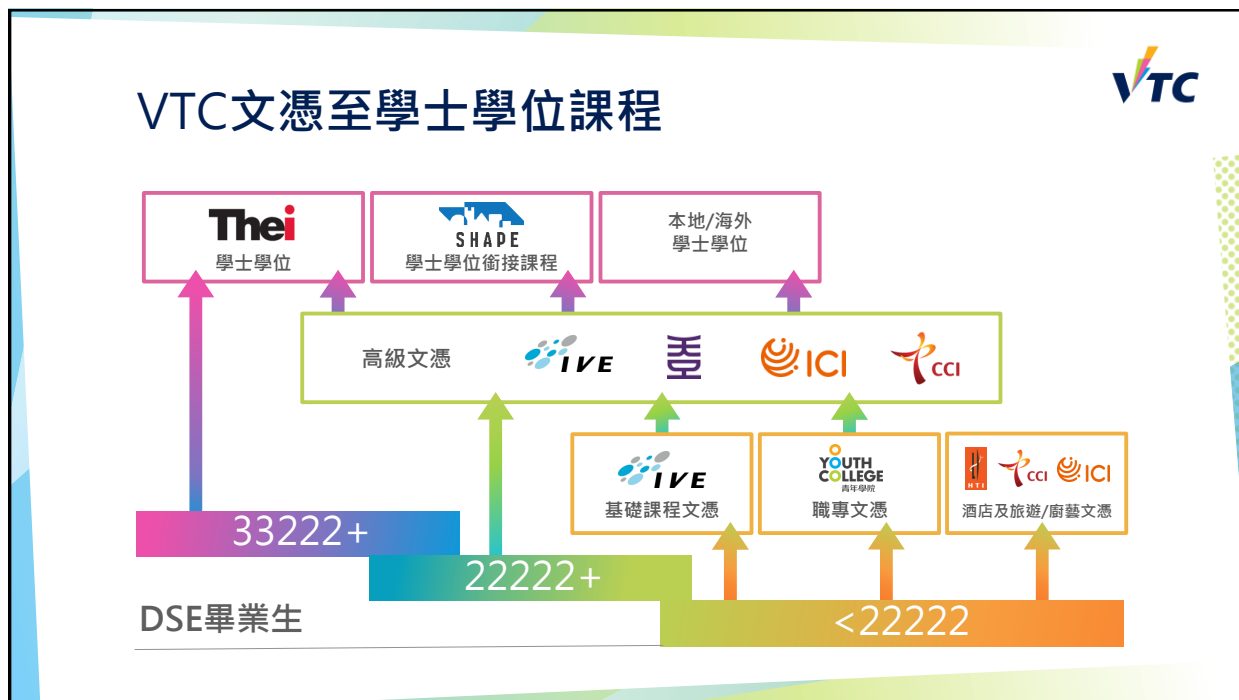 VTC
VTC文憑至學士學位課程
Thei
學士學位
SHAPE
學士學位銜接課程
本地/海外
學士學位
高級文憑
IVE
ICI
CCI
IVE
基礎課程文憑
YOUTH
COLLEGE
青年學院
職專文憑
HTI
CCI
ICI
酒店及旅遊/廚藝文憑
33222+
22222+
<22222
DSE畢業生